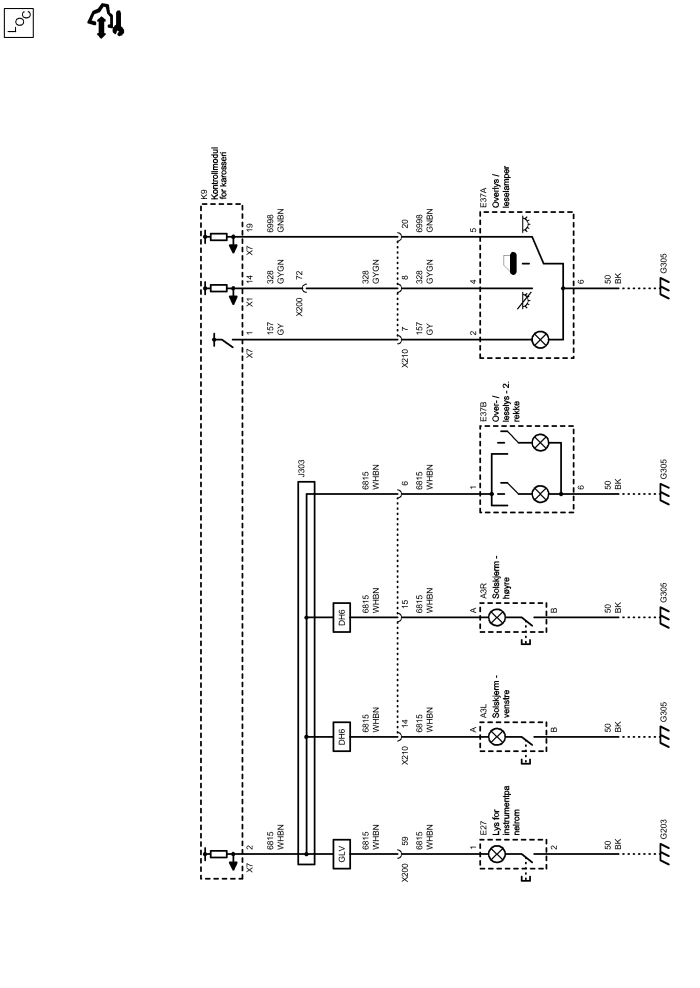 LOC
K9
Kontrollmodul
for karosseri
X7
19
6998
GNBN
20
6998
GNBN
5
E37A
Overlys /
leselamper
X1
14
328
GYGN
72
X200
328
GYGN
8
328
GYGN
4
6
50
BK
G305
X7
1
157
GY
7
X210
157
GY
2
J303
6815
WHBN
6
6815
WHBN
1
E37B
Over- /
leselys - 2.
rekke
6
50
BK
G305
DH6
6815
WHBN
15
6815
WHBN
A
A3R
Solskjerm -
høyre
B
50
BK
G305
DH6
6815
WHBN
14
X210
6815
WHBN
A
A3L
Solskjerm -
venstre
B
50
BK
G305
X7
2
6815
WHBN
GLV
6815
WHBN
59
X200
6815
WHBN
1
E27
Lys for
instrumentpa
nelrom
2
50
BK
G203